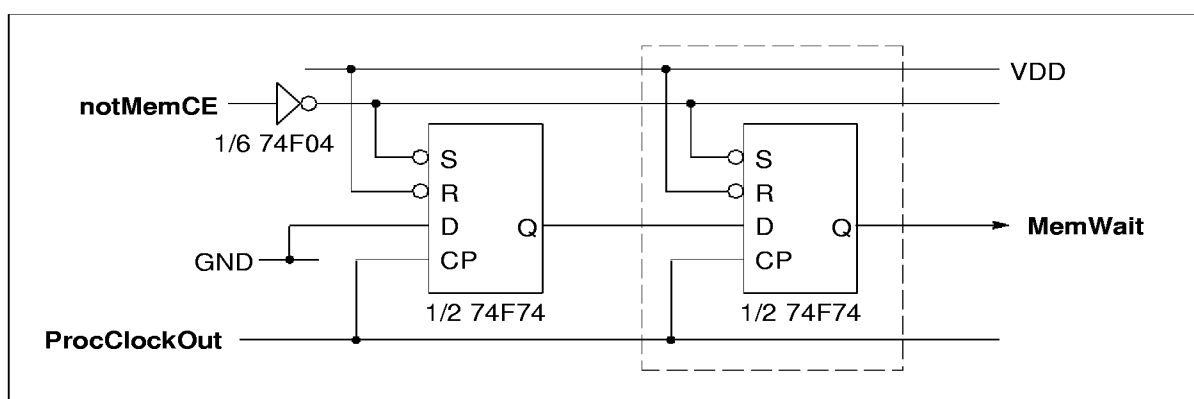 VDD
notMemCE
1/6 74F04
S
R
D
Q
CP
1/2 74F74
S
R
D
Q
CP
1/2 74F74
MemWait
GND
ProcClockOut